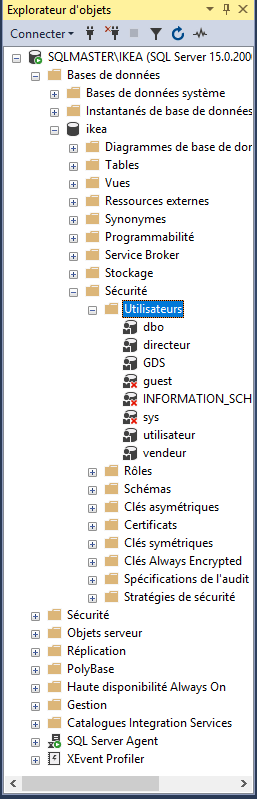 Explorateur d'objets
Connecter
SQLMASTER\IKEA (SQL Server 15.0.200
Bases de données
Bases de données système
Instantanés de base de données
ikea
Diagrammes de base de don
Tables
Vues
Ressources externes
Synonymes
Programmabilité
Service Broker
Stockage
Sécurité
Utilisateurs
dbo
directeur
GDS
guest
INFORMATION_SCH
sys
utilisateur
vendeur
Rôles
Schémas
Clés asymétriques
Certificats
Clés symétriques
Clés Always Encrypted
Spécifications de l'audit
Stratégies de sécurité
Sécurité
Objets serveur
Réplication
PolyBase
Haute disponibilité Always On
Gestion
Catalogues Integration Services
SQL Server Agent
XEvent Profiler